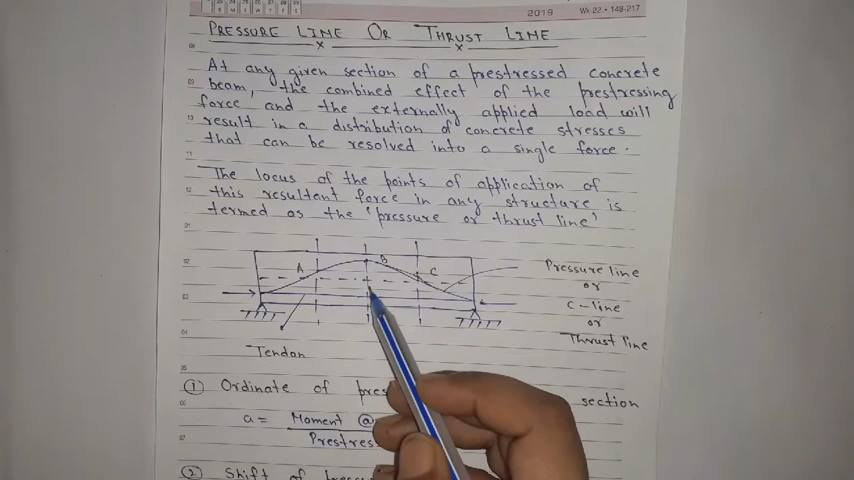 2019 Wk-22 • 149-217
PRESSURE LINE OR THRUST LINE
At any given section of a prestressed concrete
beam, the combined effect of the prestressing
force and the externally applied load will
result in a distribution of concrete stresses
that can be resolved into a single force.
The locus of the points of application of
this resultant force in any structure is
termed as the 'pressure or thrust line'
A B C
Pressure line
or
C-line
or
Thrust line
Tendon
① Ordinate of section
a = Moment @
② Shift of